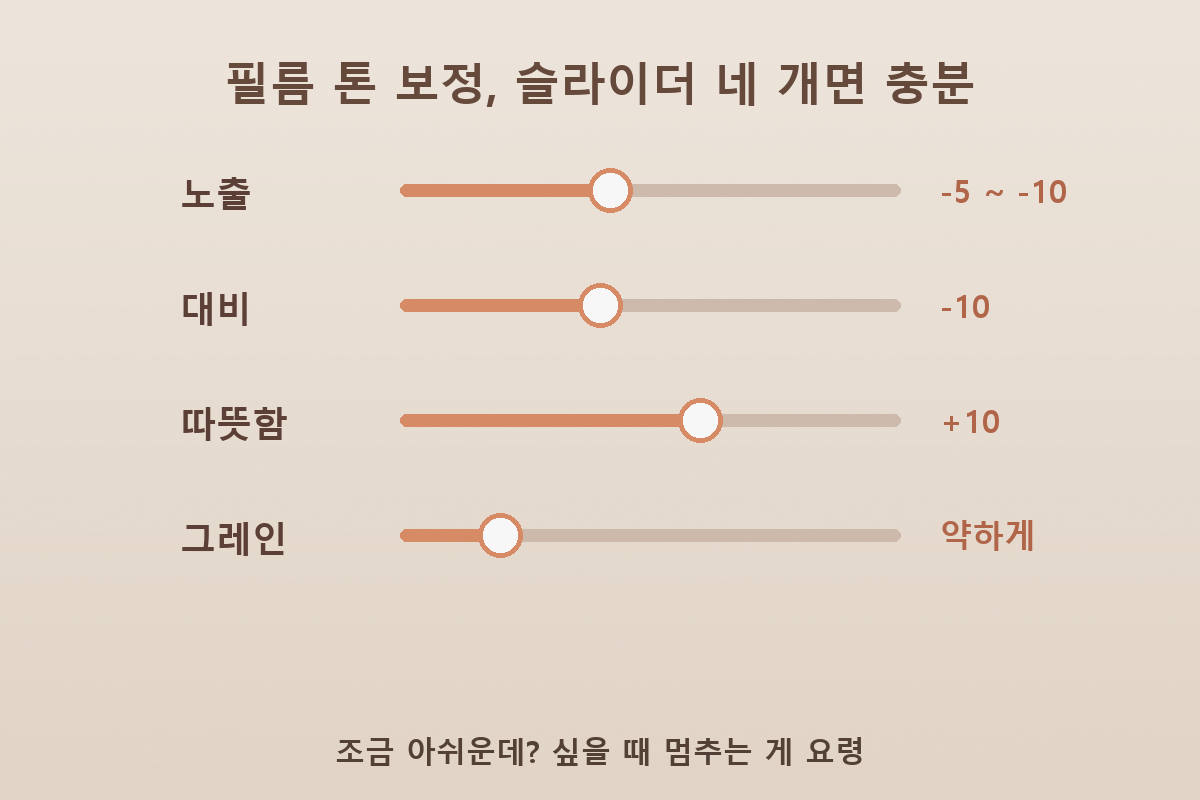 필름 톤 보정, 슬라이더 네 개면 충분
노출 -5 ~ -10
대비 -10
따뜻함 +10
그레인 약하게
조금 아쉬운데? 싶을 때 멈추는 게 요령